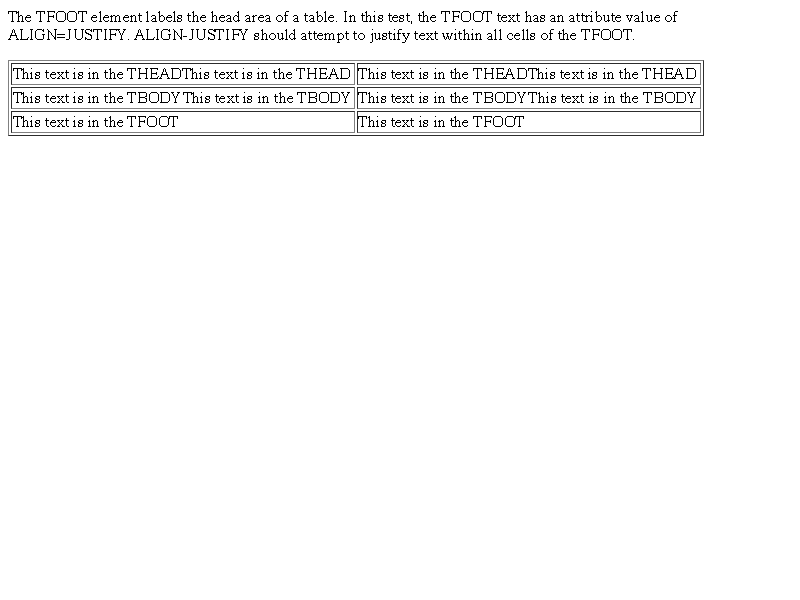 The TFOOT element labels the head area of a table. In this test, the TFOOT text has an attribute value of
ALIGN=JUSTIFY. ALIGN-JUSTIFY should attempt to justify text within all cells of the TFOOT.
This text is in the THEADThis text is in the THEAD This text is in the THEADThis text is in the THEAD
This text is in the TBODYThis text is in the TBODY This text is in the TBODYThis text is in the TBODY
This text is in the TFOOT This text is in the TFOOT